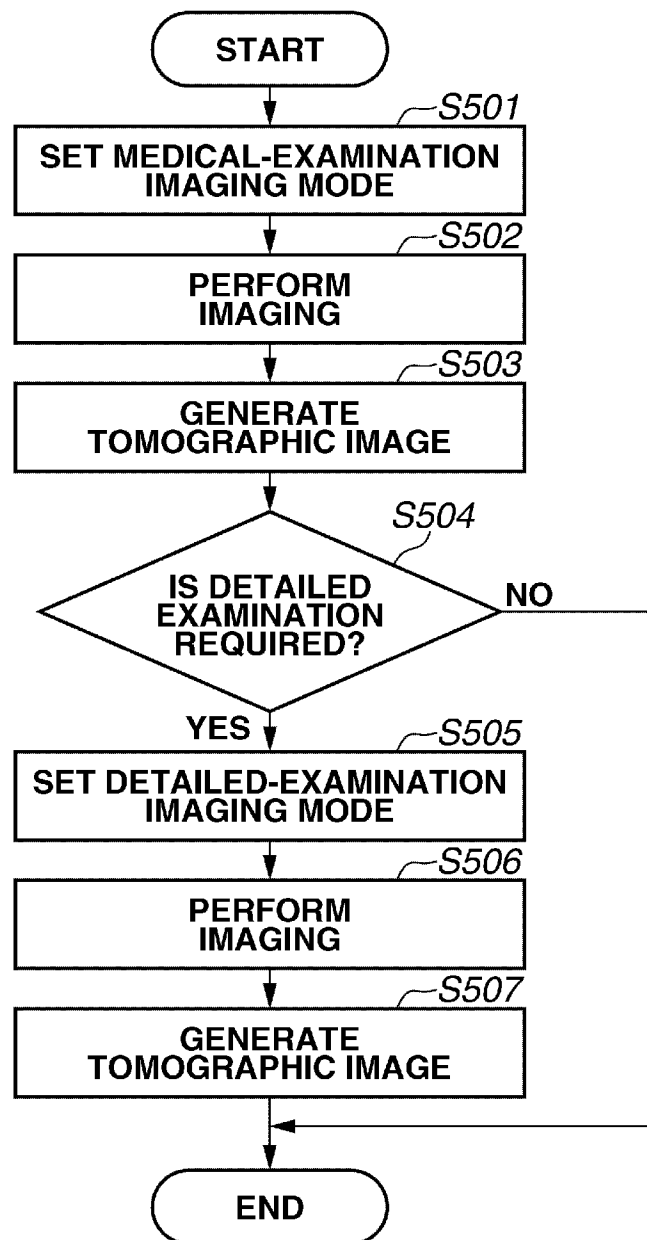 START
S501
SET MEDICAL-EXAMINATION
IMAGING MODE
S502
PERFORM
IMAGING
S503
GENERATE
TOMOGRAPHIC IMAGE
S504
IS DETAILED
EXAMINATION
REQUIRED?
NO
YES
S505
SET DETAILED-EXAMINATION
IMAGING MODE
S506
PERFORM
IMAGING
S507
GENERATE
TOMOGRAPHIC IMAGE
END